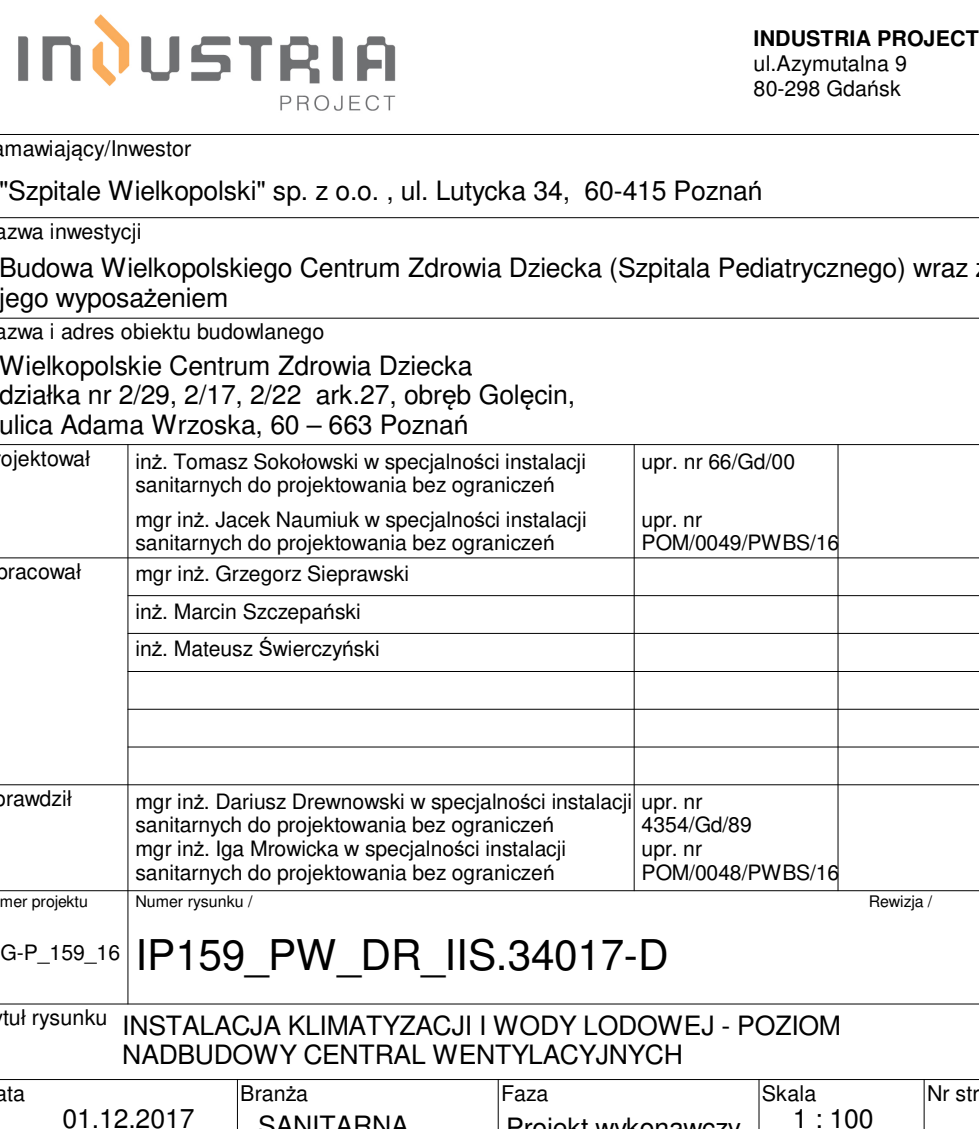 INDUSTRIA
PROJECT
INDUSTRIA PROJECT
ul.Azymutalna 9
80-298 Gdańsk
amawiający/Inwestor
"Szpitale Wielkopolski" sp. z o.o. , ul. Lutycka 34, 60-415 Poznań
azwa inwestycji
Budowa Wielkopolskiego Centrum Zdrowia Dziecka (Szpitala Pediatrycznego) wraz z
jego wyposażeniem
azwa i adres obiektu budowlanego
Wielkopolskie Centrum Zdrowia Dziecka
działka nr 2/29, 2/17, 2/22 ark.27, obręb Golęcin,
ulica Adama Wrzoska, 60 – 663 Poznań
ojektował
inż. Tomasz Sokołowski w specjalności instalacji
sanitarnych do projektowania bez ograniczeń
upr. nr 66/Gd/00
mgr inż. Jacek Naumiuk w specjalności instalacji
sanitarnych do projektowania bez ograniczeń
upr. nr
POM/0049/PWBS/16
pracował
mgr inż. Grzegorz Sieprawski
inż. Marcin Szczepański
inż. Mateusz Świerczyński
prawdził
mgr inż. Dariusz Drewnowski w specjalności instalacji
sanitarnych do projektowania bez ograniczeń
upr. nr
4354/Gd/89
mgr inż. Iga Mrowicka w specjalności instalacji
sanitarnych do projektowania bez ograniczeń
upr. nr
POM/0048/PWBS/16
mer projektu
G-P_159_16
Numer rysunku /
Rewizja /
IP159_PW_DR_IIS.34017-D
ytuł rysunku
INSTALACJA KLIMATYZACJI I WODY LODOWEJ - POZIOM
NADBUDOWY CENTRAL WENTYLACYJNYCH
ata
01.12.2017
Branża
SANITARNA
Faza
Projekt wykonawczy
Skala
1 : 100
Nr str